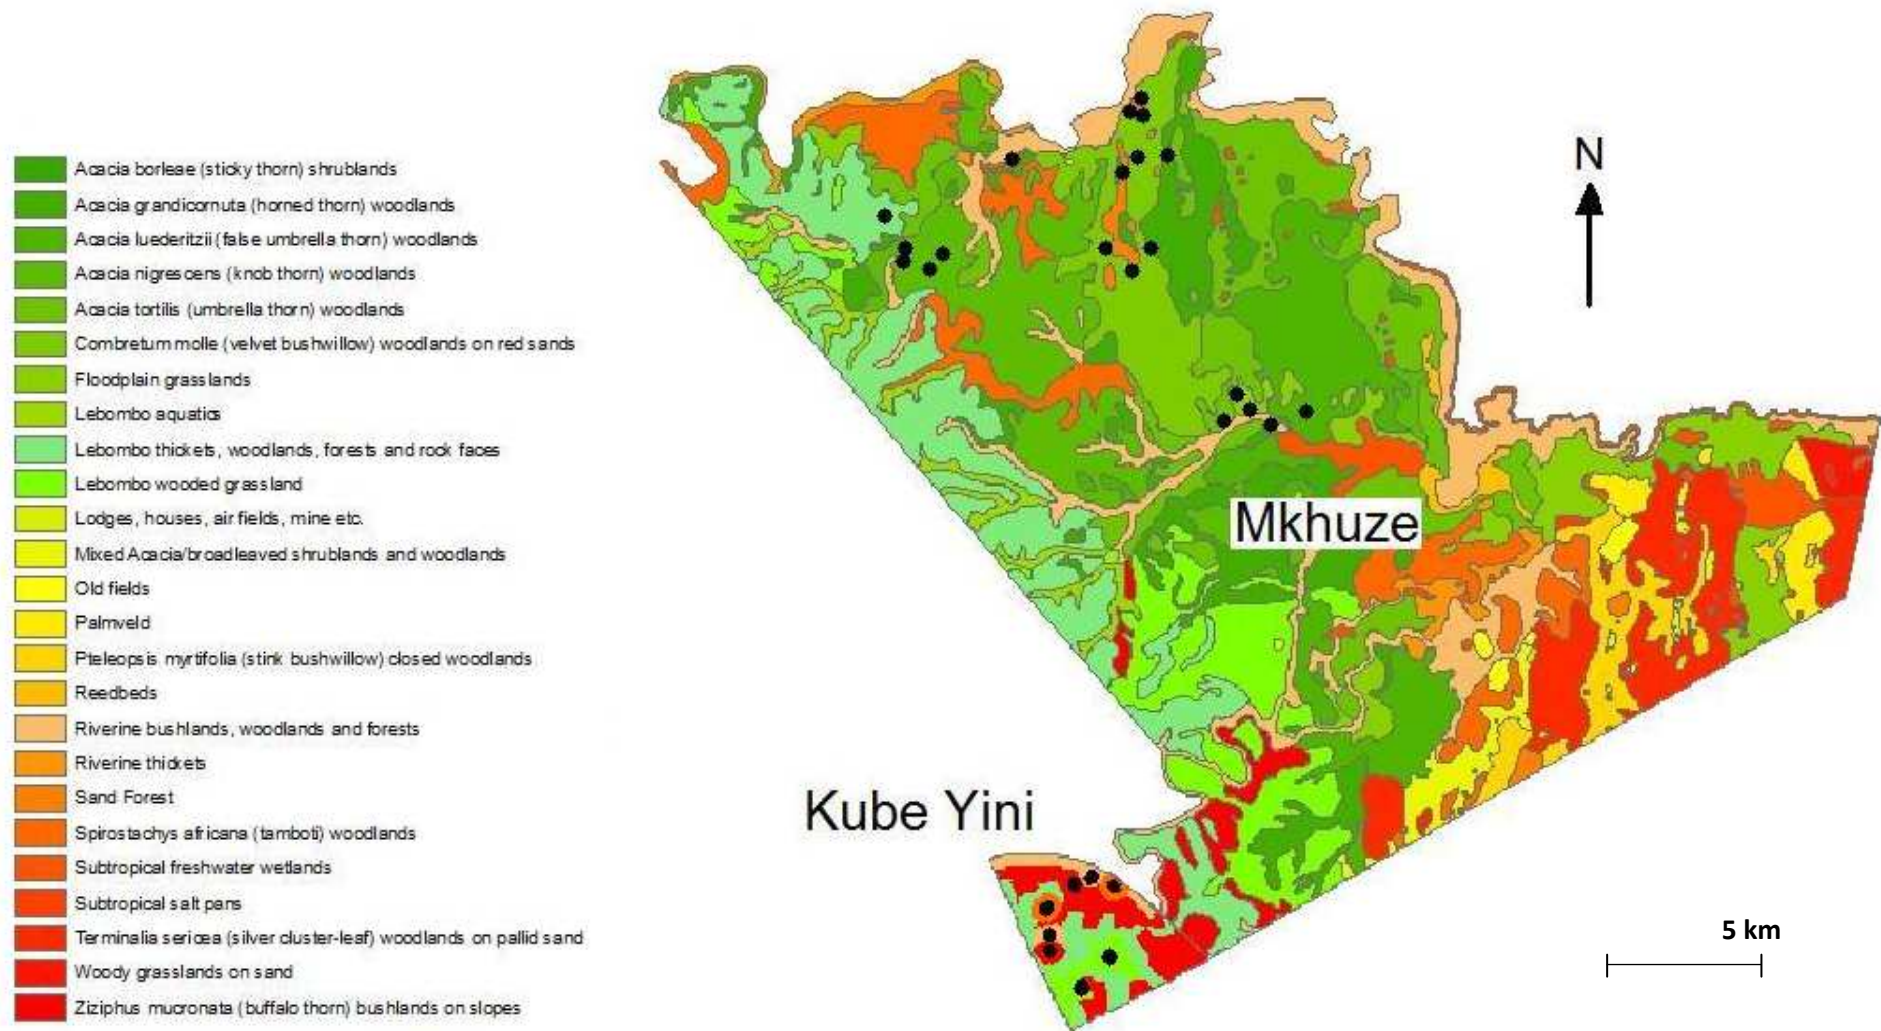 Acacia borleae (sticky thorn) shrublands
Acacia grandicornuta (horned thorn) woodlands
Acacia luederitzii (false umbrella thorn) woodlands
Acacia nigrescens (knob thorn) woodlands
Acacia tortilis (umbrella thorn) woodlands
Combretum molle (velvet bushwillow) woodlands on red sands
Floodplain grasslands
Lebombo aquatics
Lebombo thickets, woodlands, forests and rock faces
Lebombo wooded grassland
Lodges, houses, air fields, mine etc.
Mixed Acacia/broadleaved shrublands and woodlands
Old fields
Palmveld
Pteleopsis myrtifolia (stink bushwillow) closed woodlands
Reedbeds
Riverine bushlands, woodlands and forests
Riverine thickets
Sand Forest
Spirostachys africana (tamboti) woodlands
Subtropical freshwater wetlands
Subtropical salt pans
Terminalia sericea (silver cluster-leaf) woodlands on pallid sand
Woody grasslands on sand
Ziziphus mucronata (buffalo thorn) bushlands on slopes
N
Mkhuze
Kube Yini
5 km